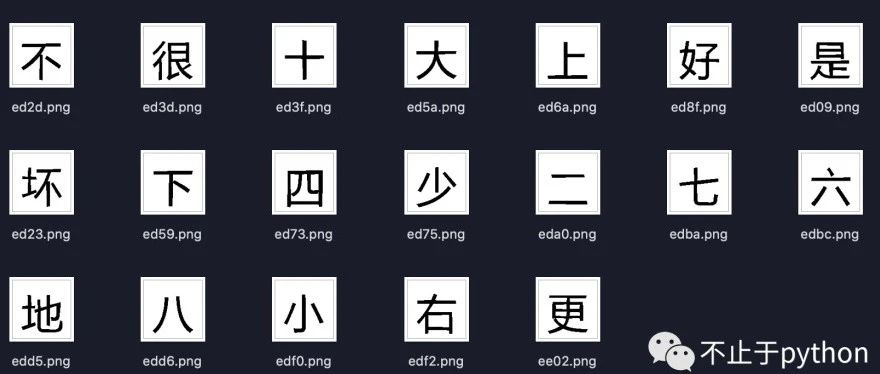 不 很 十 大 上 好 是
ed2d.png ed3d.png ed3f.png ed5a.png ed6a.png ed8f.png ed09.png
坏 下 四 少 二 七 六
ed23.png ed59.png ed73.png ed75.png eda0.png edba.png edbc.png
地 八 小 右 更
edd5.png edd6.png edf0.png edf2.png ee02.png
不止于python